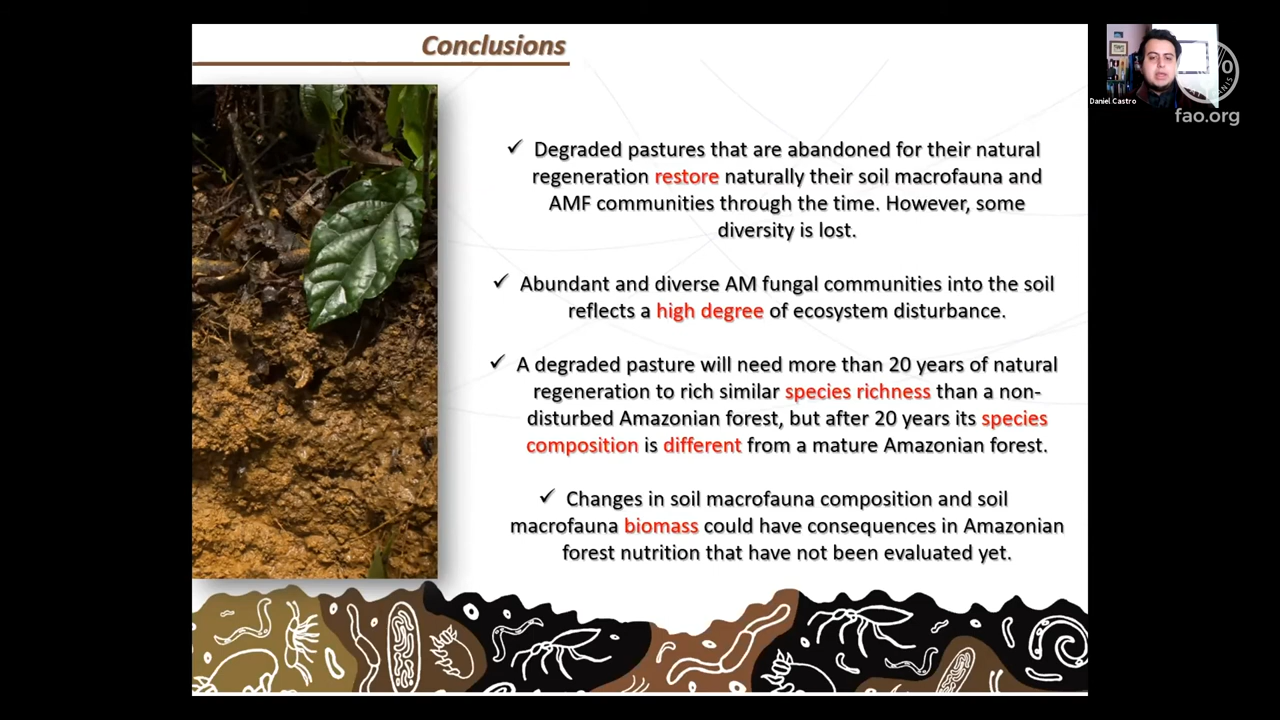 Conclusions
✓ Degraded pastures that are abandoned for their natural
regeneration restore naturally their soil macrofauna and
AMF communities through the time. However, some
diversity is lost.
✓ Abundant and diverse AM fungal communities into the soil
reflects a high degree of ecosystem disturbance.
✓ A degraded pasture will need more than 20 years of natural
regeneration to rich similar species richness than a non-
disturbed Amazonian forest, but after 20 years its species
composition is different from a mature Amazonian forest.
✓ Changes in soil macrofauna composition and soil
macrofauna biomass could have consequences in Amazonian
forest nutrition that have not been evaluated yet.
Daniel Castro
fao.org